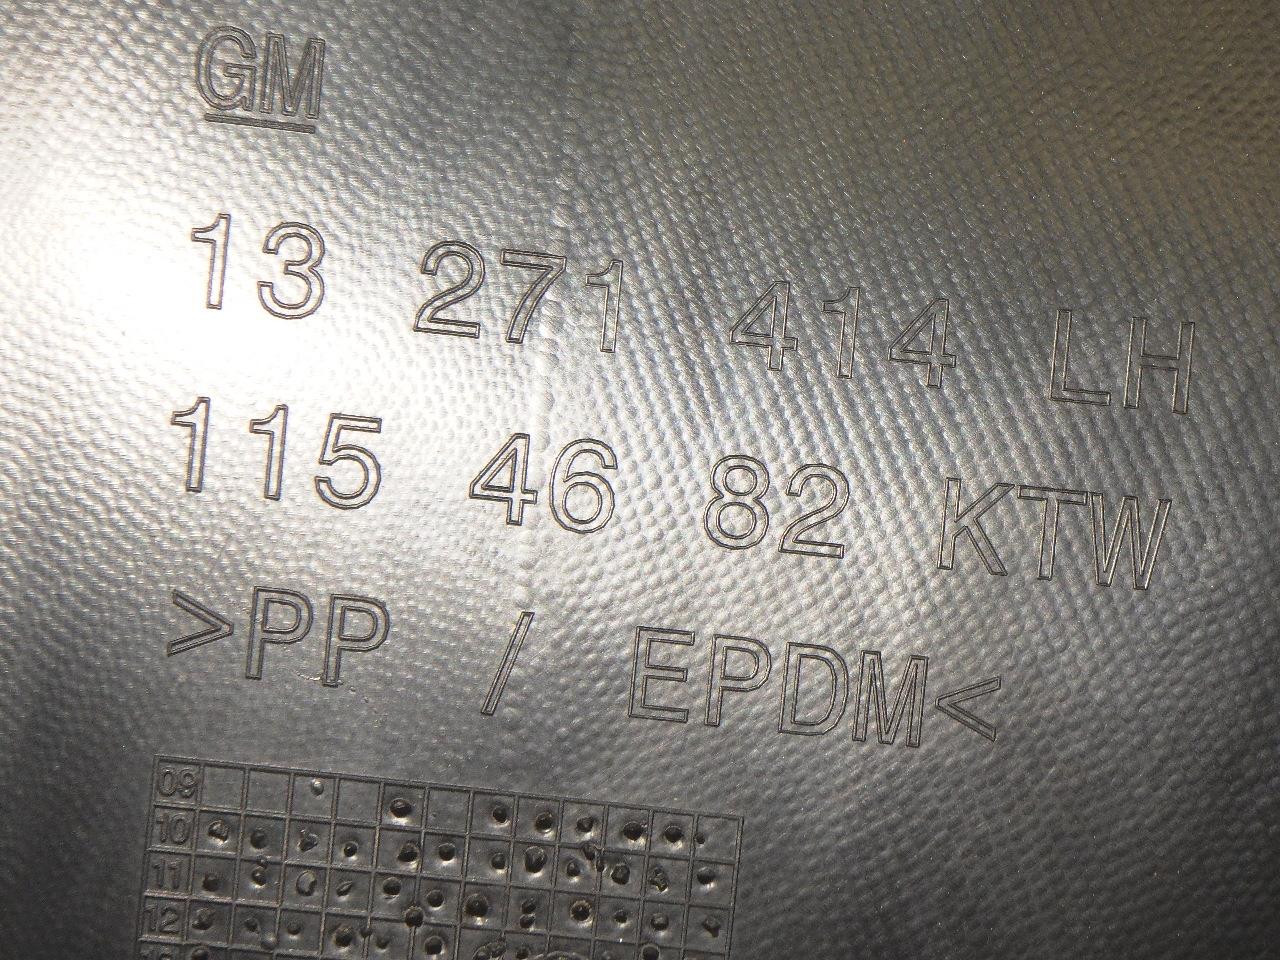 GM
13 271 414 LH
115 46 82 KTW
>PP / EPDM<
09
10
11
12